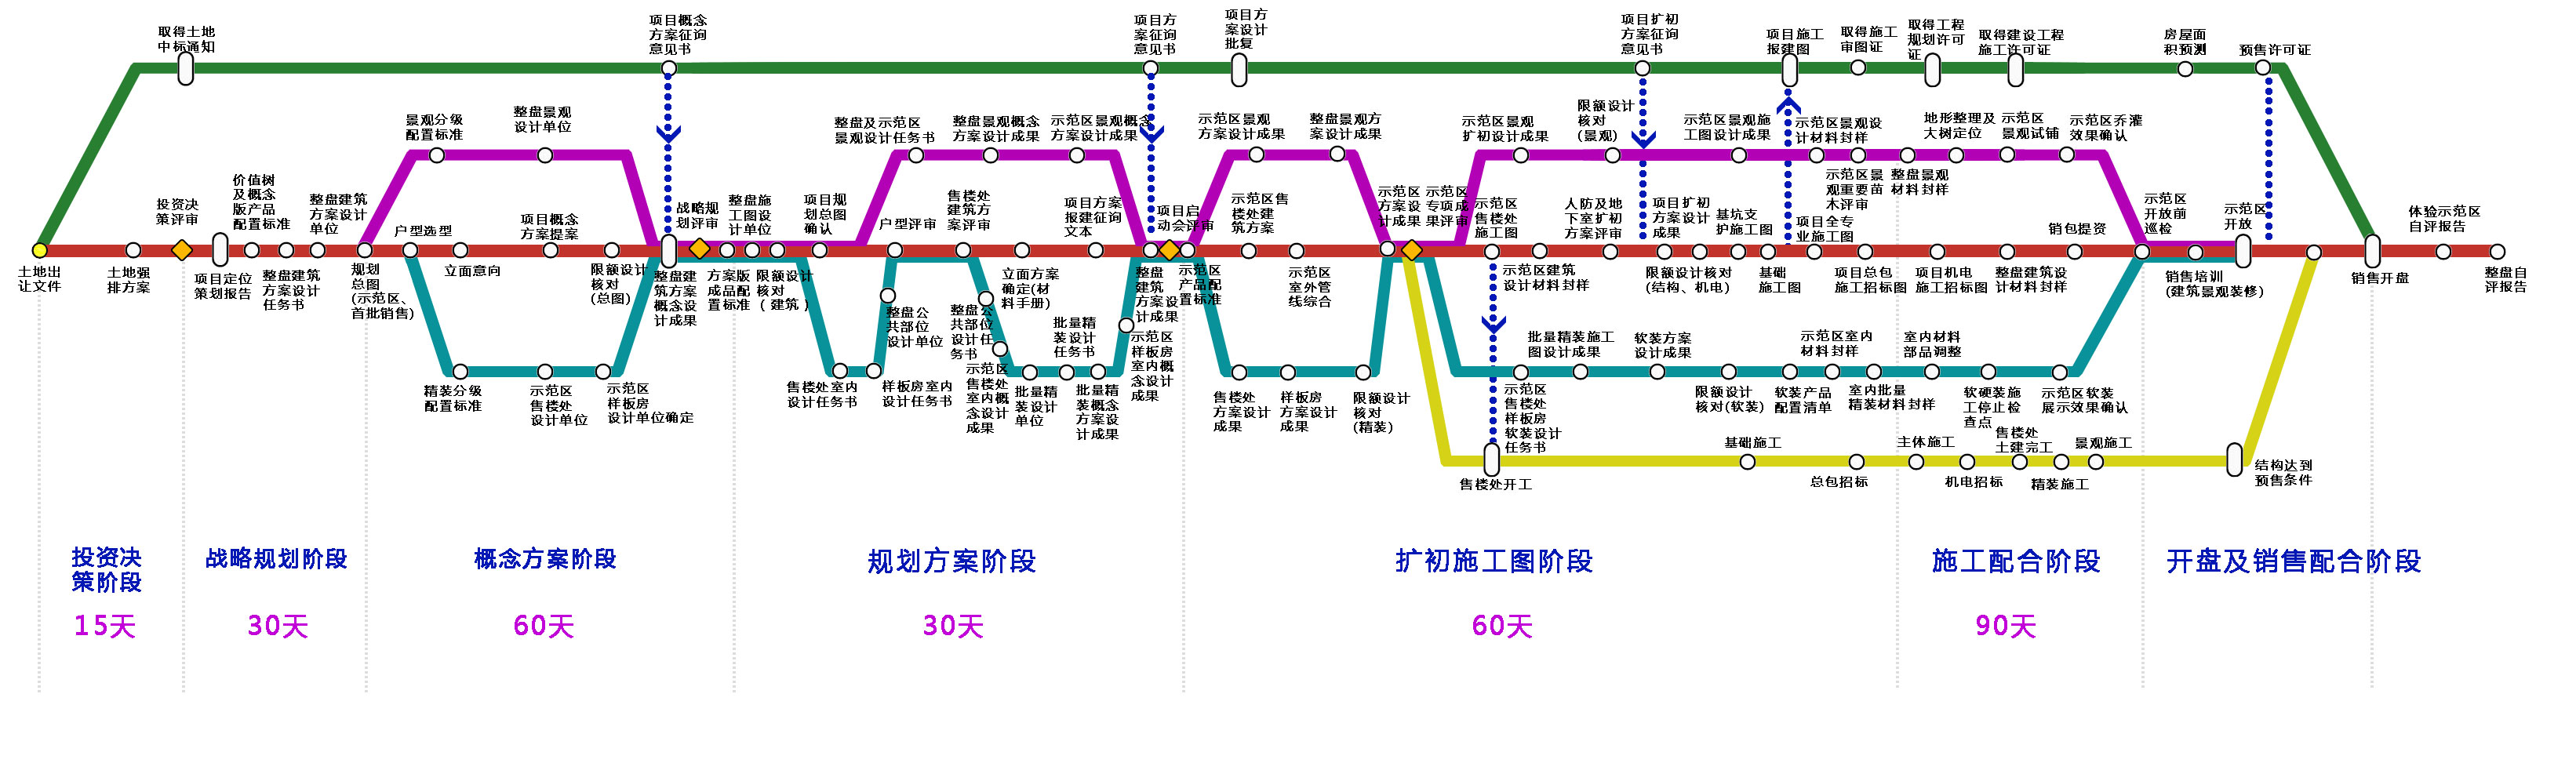 取得土地
中标通知
项目概念
方案征询
意见书
项目方
案征询
意见书
项目方
案设计
批复
项目扩初
方案征询
意见书
项目施工
报建图
取得施工
审图证
取得工程
规划许可
证
取得建设工程
施工许可证
房屋面
积预测
预售许可证
景观分级
配置标准
整盘景观
设计单位
整盘及示范区
景观设计任务书
整盘景观概念
方案设计成果
示范区景观概念
方案设计成果
示范区景观
方案设计成果
整盘景观方
案设计成果
示范区景观
扩初设计成果
限额设计
核对
(景观)
示范区景观施
工图设计成果
示范区景观设
计材料封样
示范区景
观重要苗
木评审
整盘景观
材料封样
地形整理及
大树定位
示范区
景观试铺
示范区乔灌
效果确认
投资决
策评审
价值树
及概念
版产品
配置标准
整盘建筑
方案设计
单位
户型选型
项目概念
方案提案
战略规
划评审
整盘施
工图设
计单位
项目规
划总图
确认
户型评审
售楼处
建筑方
案评审
项目方案
报建征询
文本
项目启
动会评审
示范区售
楼处建
筑方案
示范区
方案设
计成果
示范区
专项成
果评审
示范区
售楼处
施工图
人防及地
下室扩初
方案评审
项目扩初
方案设计
成果
基坑支
护施工图
项目全专
业施工图
销包提资
示范区
开放前
巡检
示范区
开放
体验示范区
自评报告
土地出
让文件
土地强
排方案
项目定位
策划报告
整盘建筑
方案设计
任务书
规划
总图
(示范区、
首批销售)
立面意向
限额设计
核对
(总图)
整盘建
筑方案
概念设
计成果
方案版
成品配
置标准
限额设计
核对
(建筑)
立面方案
确定(材
料手册)
整盘
建筑
方案设
计成果
示范区
产品配
置标准
示范区
室外管
线综合
示范区建筑
设计材料封样
限额设计核对
(结构、机电)
基础
施工图
项目总包
施工招标图
项目机电
施工招标图
整盘建筑设
计材料封样
销售培训
(建筑景观装修)
销售开盘
整盘自
评报告
精装分级
配置标准
示范区
售楼处
设计单位
示范区
样板房
设计单位确定
售楼处室内
设计任务书
整盘公
共部位
设计单位
样板房室内
设计任务书
整盘公
共部位
设计任
务书
示范区
售楼处
室内概
念设计
成果
批量精
装设计
单位
批量精
装设计
任务书
批量精
装概念
方案设
计成果
示范区
样板房
室内概
念设计
成果
售楼处
方案设计
成果
样板房
方案设计
成果
限额设计
核对
(精装)
示范区
售楼处
样板房
软装设计
任务书
批量精装施工
图设计成果
软装方案
设计成果
限额设计
核对(软装)
软装产品
配置清单
示范区室内
材料封样
室内批量
精装材料封样
室内材料
部品调整
软硬装施
工停止检
查点
示范区软装
展示效果确认
售楼处开工
基础施工
总包招标
主体施工
机电招标
售楼处
土建完工
精装施工
景观施工
结构达到
预售条件
投资决
策阶段
战略规划阶段
概念方案阶段
规划方案阶段
扩初施工图阶段
施工配合阶段
开盘及销售配合阶段
15天
30天
60天
30天
60天
90天